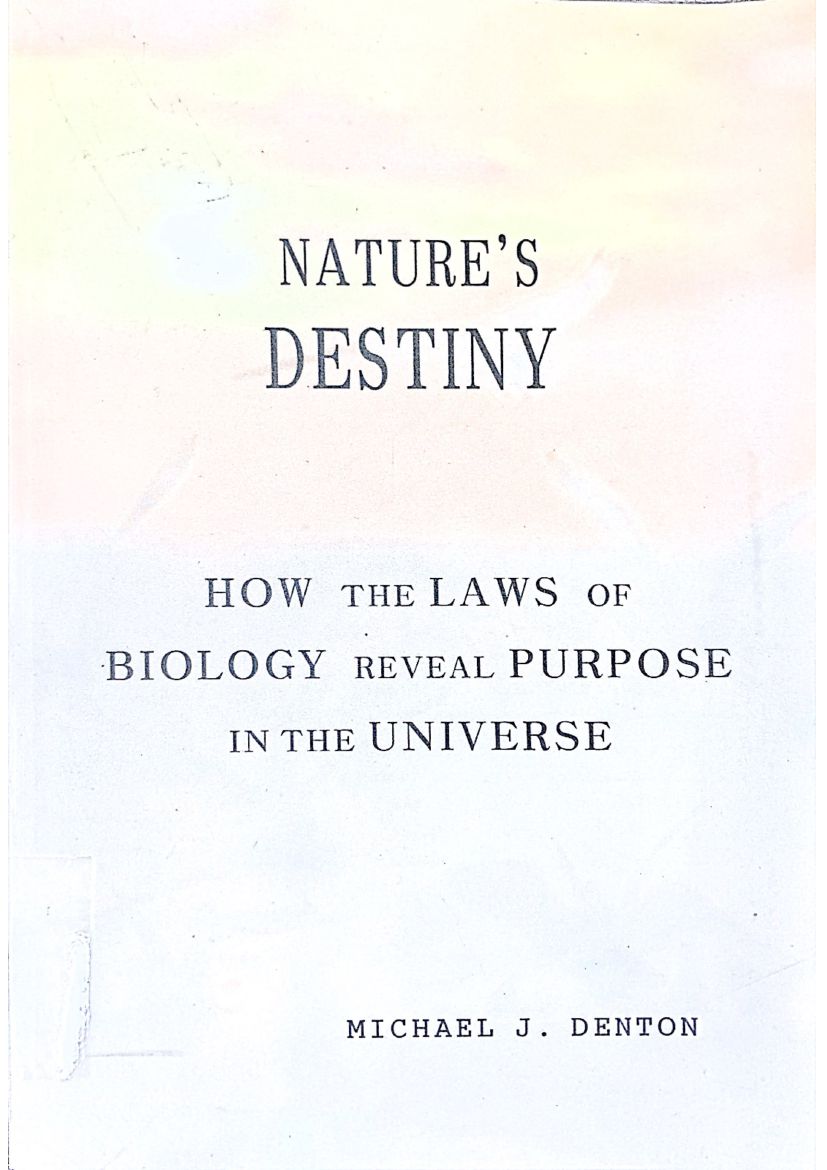 NATURE'S
DESTINY
HOW THE LAWS OF
BIOLOGY REVEAL PURPOSE
IN THE UNIVERSE
MICHAEL J. DENTON